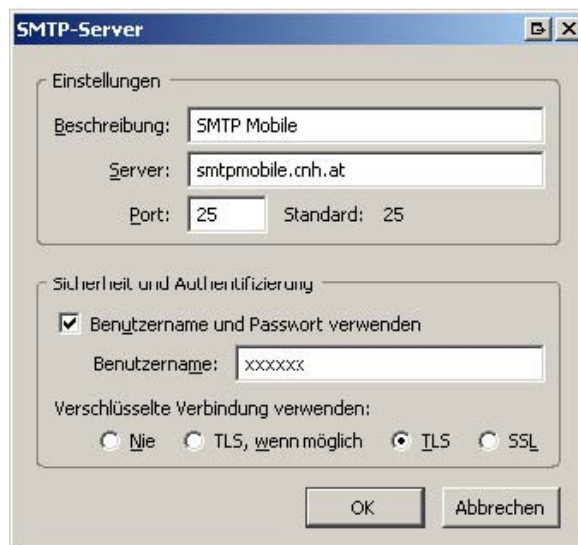 SMTP-Server
Einstellungen
Beschreibung: SMTP Mobile
Server: smtpmobile.cnh.at
Port: 25 Standard: 25
Sicherheit und Authentifizierung
Benutzername und Passwort verwenden
Benutzername: xxxxxx
Verschlüsselte Verbindung verwenden:
Nie TLS, wenn möglich TLS SSL
OK Abbrechen